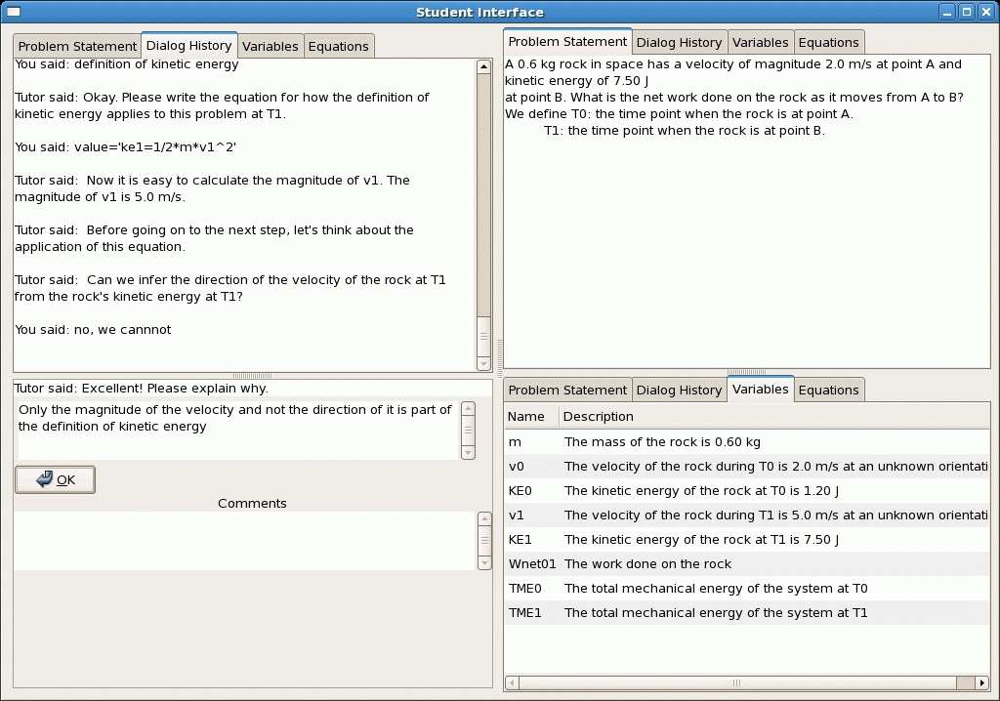 Student Interface
Problem Statement Dialog History Variables Equations
You said: definition of kinetic energy
Tutor said: Okay. Please write the equation for how the definition of
kinetic energy applies to this problem at T1.
You said: value='ke1=1/2*m*v1^2'
Tutor said:  Now it is easy to calculate the magnitude of v1. The
magnitude of v1 is 5.0 m/s.
Tutor said:  Before going on to the next step, let's think about the
application of this equation.
Tutor said:  Can we infer the direction of the velocity of the rock at T1
from the rock's kinetic energy at T1?
You said: no, we cannnot
Tutor said: Excellent! Please explain why.
Only the magnitude of the velocity and not the direction of it is part of
the definition of kinetic energy
OK
Comments
Problem Statement Dialog History Variables Equations
A 0.6 kg rock in space has a velocity of magnitude 2.0 m/s at point A and
kinetic energy of 7.50 J
at point B. What is the net work done on the rock as it moves from A to B?
We define T0: the time point when the rock is at point A.
T1: the time point when the rock is at point B.
Problem Statement Dialog History Variables Equations
Name Description
m The mass of the rock is 0.60 kg
v0 The velocity of the rock during T0 is 2.0 m/s at an unknown orientati
KE0 The kinetic energy of the rock at T0 is 1.20 J
v1 The velocity of the rock during T1 is 5.0 m/s at an unknown orientati
KE1 The kinetic energy of the rock at T1 is 7.50 J
Wnet01 The work done on the rock
TME0 The total mechanical energy of the system at T0
TME1 The total mechanical energy of the system at T1